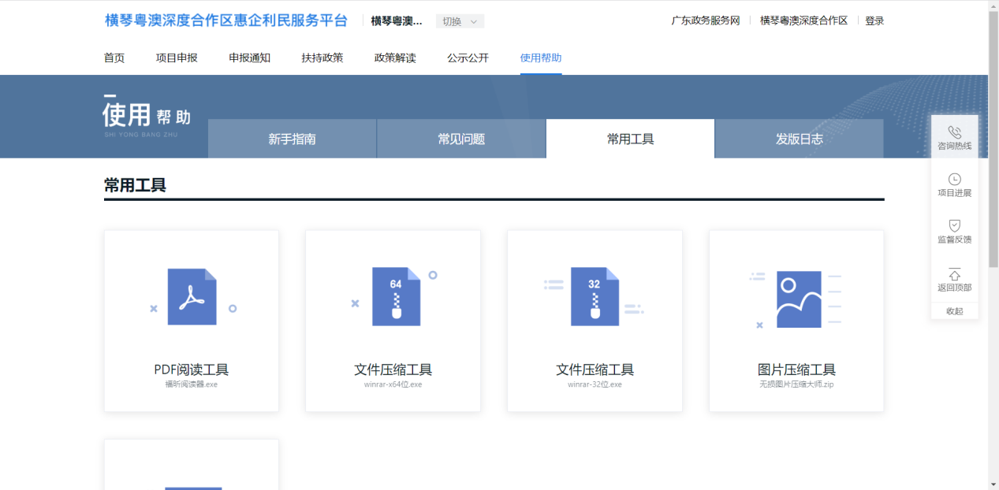 横琴粤澳深度合作区惠企利民服务平台
横琴粤澳...
切换
广东政务服务网
横琴粤澳深度合作区
登录
首页
项目申报
申报通知
扶持政策
政策解读
公示公开
使用帮助
使用帮助
SHI YONG BANG ZHU
新手指南
常见问题
常用工具
发版日志
咨询热线
项目进展
监督反馈
返回顶部
收起
常用工具
64
32
PDF阅读工具
福昕阅读器.exe
文件压缩工具
winrar-x64位.exe
文件压缩工具
winrar-32位.exe
图片压缩工具
无损图片压缩大师.zip